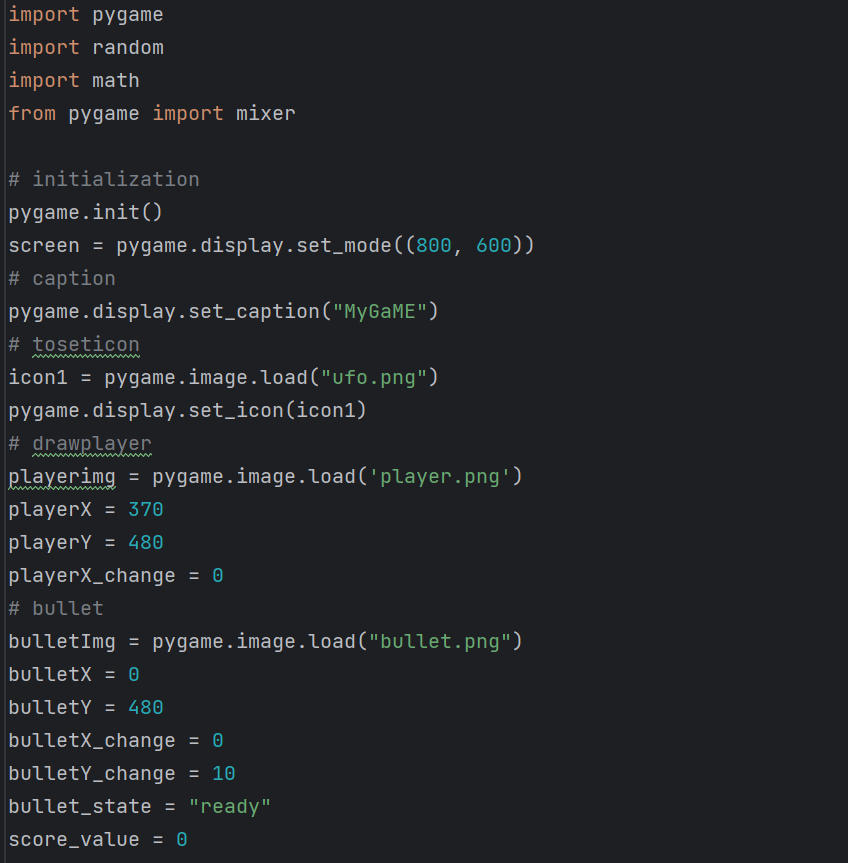 import pygame
import random
import math
from pygame import mixer
# initialization
pygame.init()
screen = pygame.display.set_mode((800, 600))
# caption
pygame.display.set_caption("MyGaME")
# toseticon
icon1 = pygame.image.load("ufo.png")
pygame.display.set_icon(icon1)
# drawplayer
playerimg = pygame.image.load('player.png')
playerX = 370
playerY = 480
playerX_change = 0
# bullet
bulletImg = pygame.image.load("bullet.png")
bulletX = 0
bulletY = 480
bulletX_change = 0
bulletY_change = 10
bullet_state = "ready"
score_value = 0